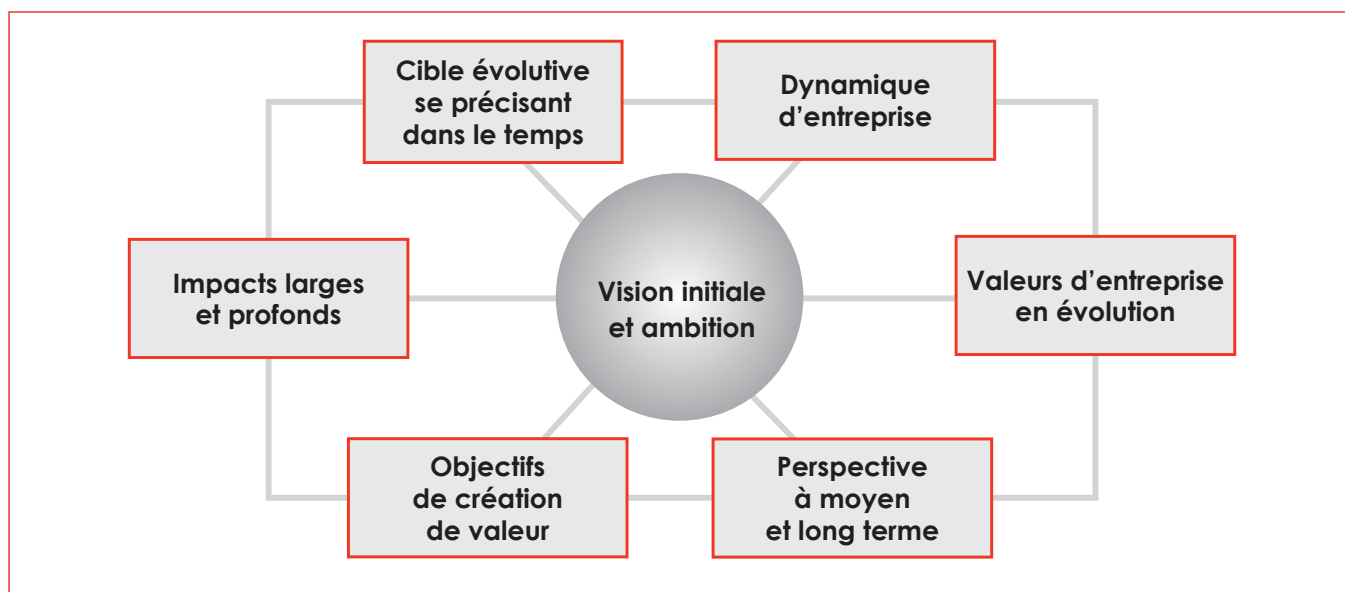 Cible évolutive
se précisant
dans le temps
Dynamique
d’entreprise
Impacts larges
et profonds
Vision initiale
et ambition
Valeurs d’entreprise
en évolution
Objectifs
de création
de valeur
Perspective
à moyen
et long terme